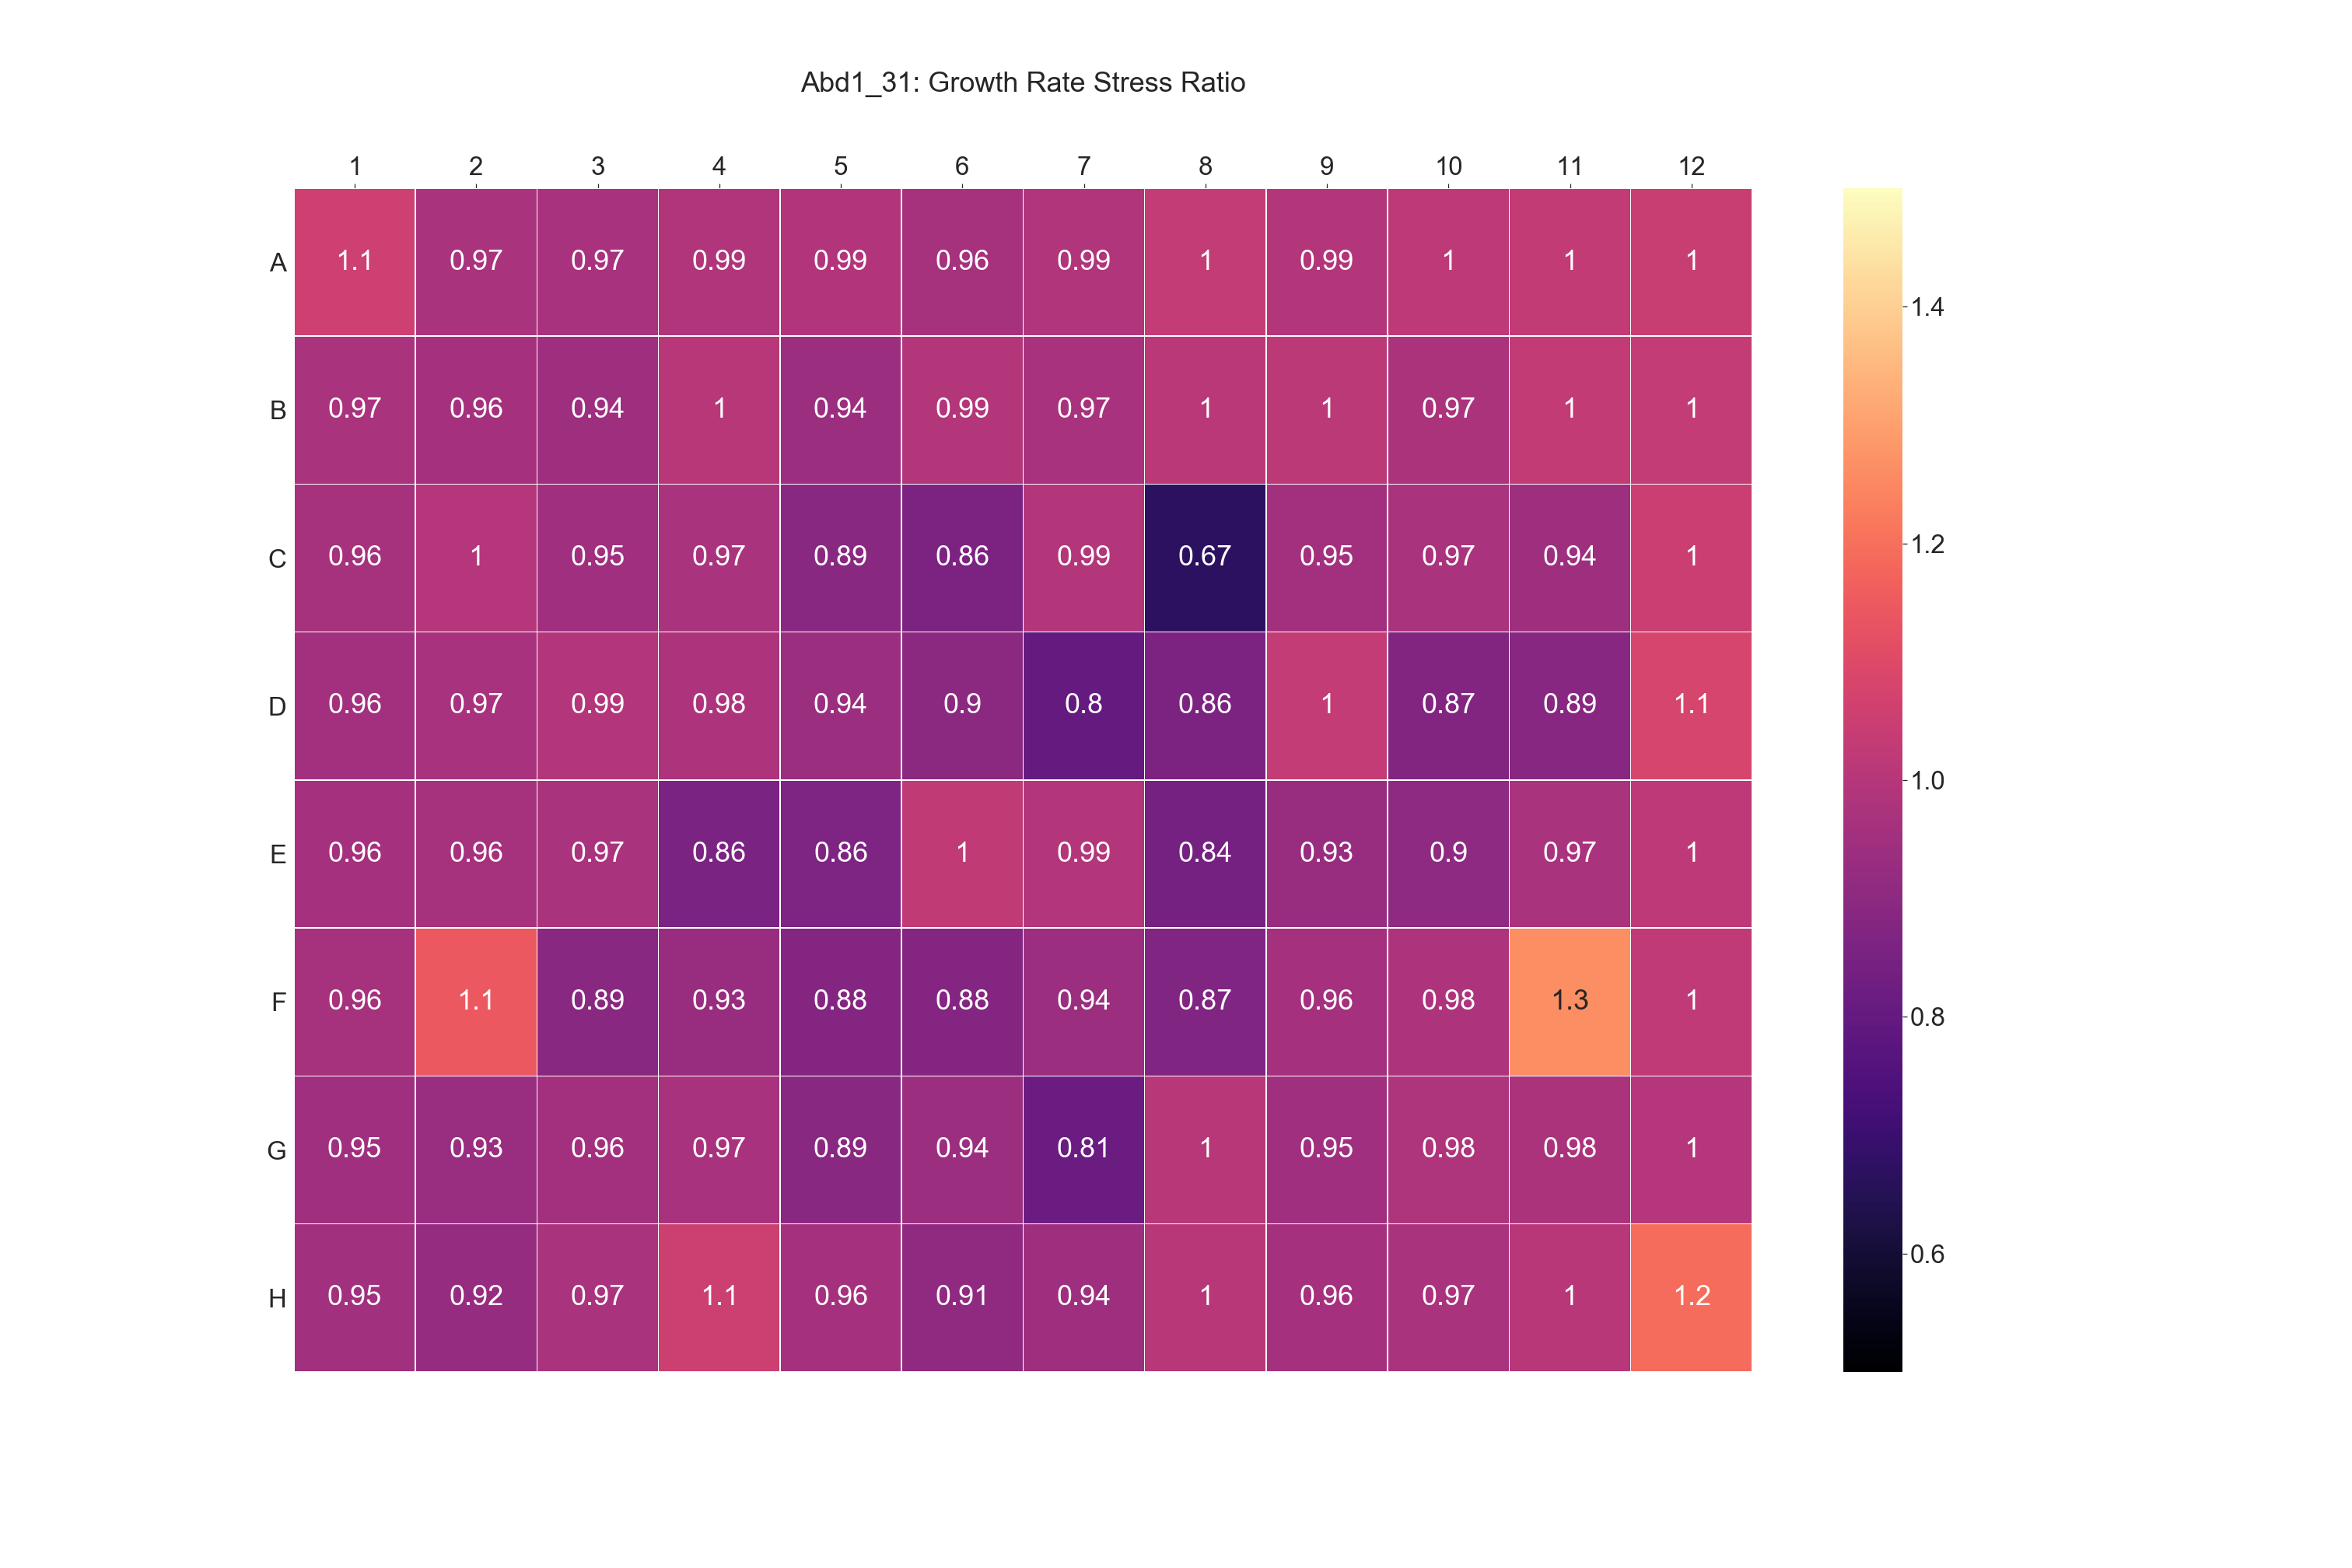 Abd1_31: Growth Rate Stress Ratio
1 2 3 4 5 6 7 8 9 10 11 12
A 1.1 0.97 0.97 0.99 0.99 0.96 0.99 1 0.99 1 1 1
B 0.97 0.96 0.94 1 0.94 0.99 0.97 1 1 0.97 1 1
C 0.96 1 0.95 0.97 0.89 0.86 0.99 0.67 0.95 0.97 0.94 1
D 0.96 0.97 0.99 0.98 0.94 0.9 0.8 0.86 1 0.87 0.89 1.1
E 0.96 0.96 0.97 0.86 0.86 1 0.99 0.84 0.93 0.9 0.97 1
F 0.96 1.1 0.89 0.93 0.88 0.88 0.94 0.87 0.96 0.98 1.3 1
G 0.95 0.93 0.96 0.97 0.89 0.94 0.81 1 0.95 0.98 0.98 1
H 0.95 0.92 0.97 1.1 0.96 0.91 0.94 1 0.96 0.97 1 1.2
1.4
1.2
1.0
0.8
0.6